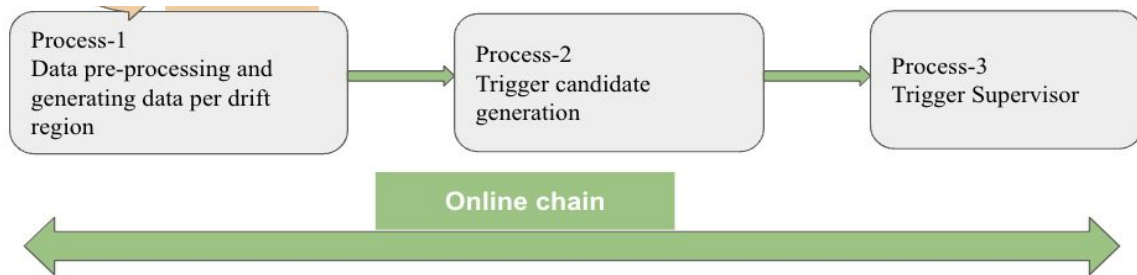 Process-1
Data pre-processing and
generating data per drift
region
Process-2
Trigger candidate
generation
Process-3
Trigger Supervisor
Online chain